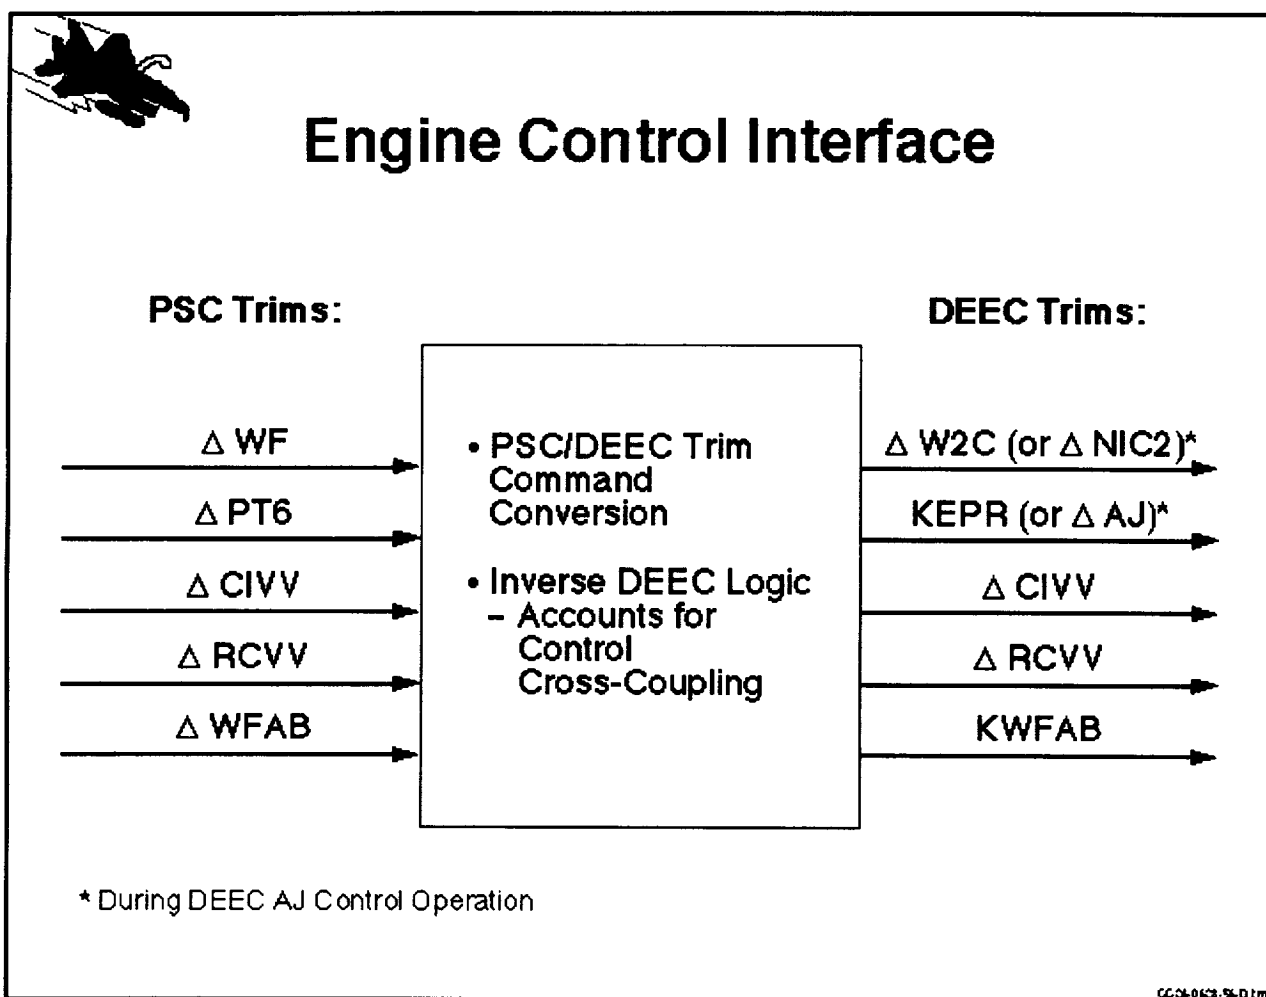 Engine Control Interface
PSC Trims:
DEEC Trims:
Δ WF
Δ PT6
Δ CIVV
Δ RCVV
Δ WFAB
• PSC/DEEC Trim
Command
Conversion
• Inverse DEEC Logic
– Accounts for
Control
Cross-Coupling
Δ W2C (or Δ NIC2)*
KEPR (or Δ AJ)*
Δ CIVV
Δ RCVV
KWFAB
* During DEEC AJ Control Operation